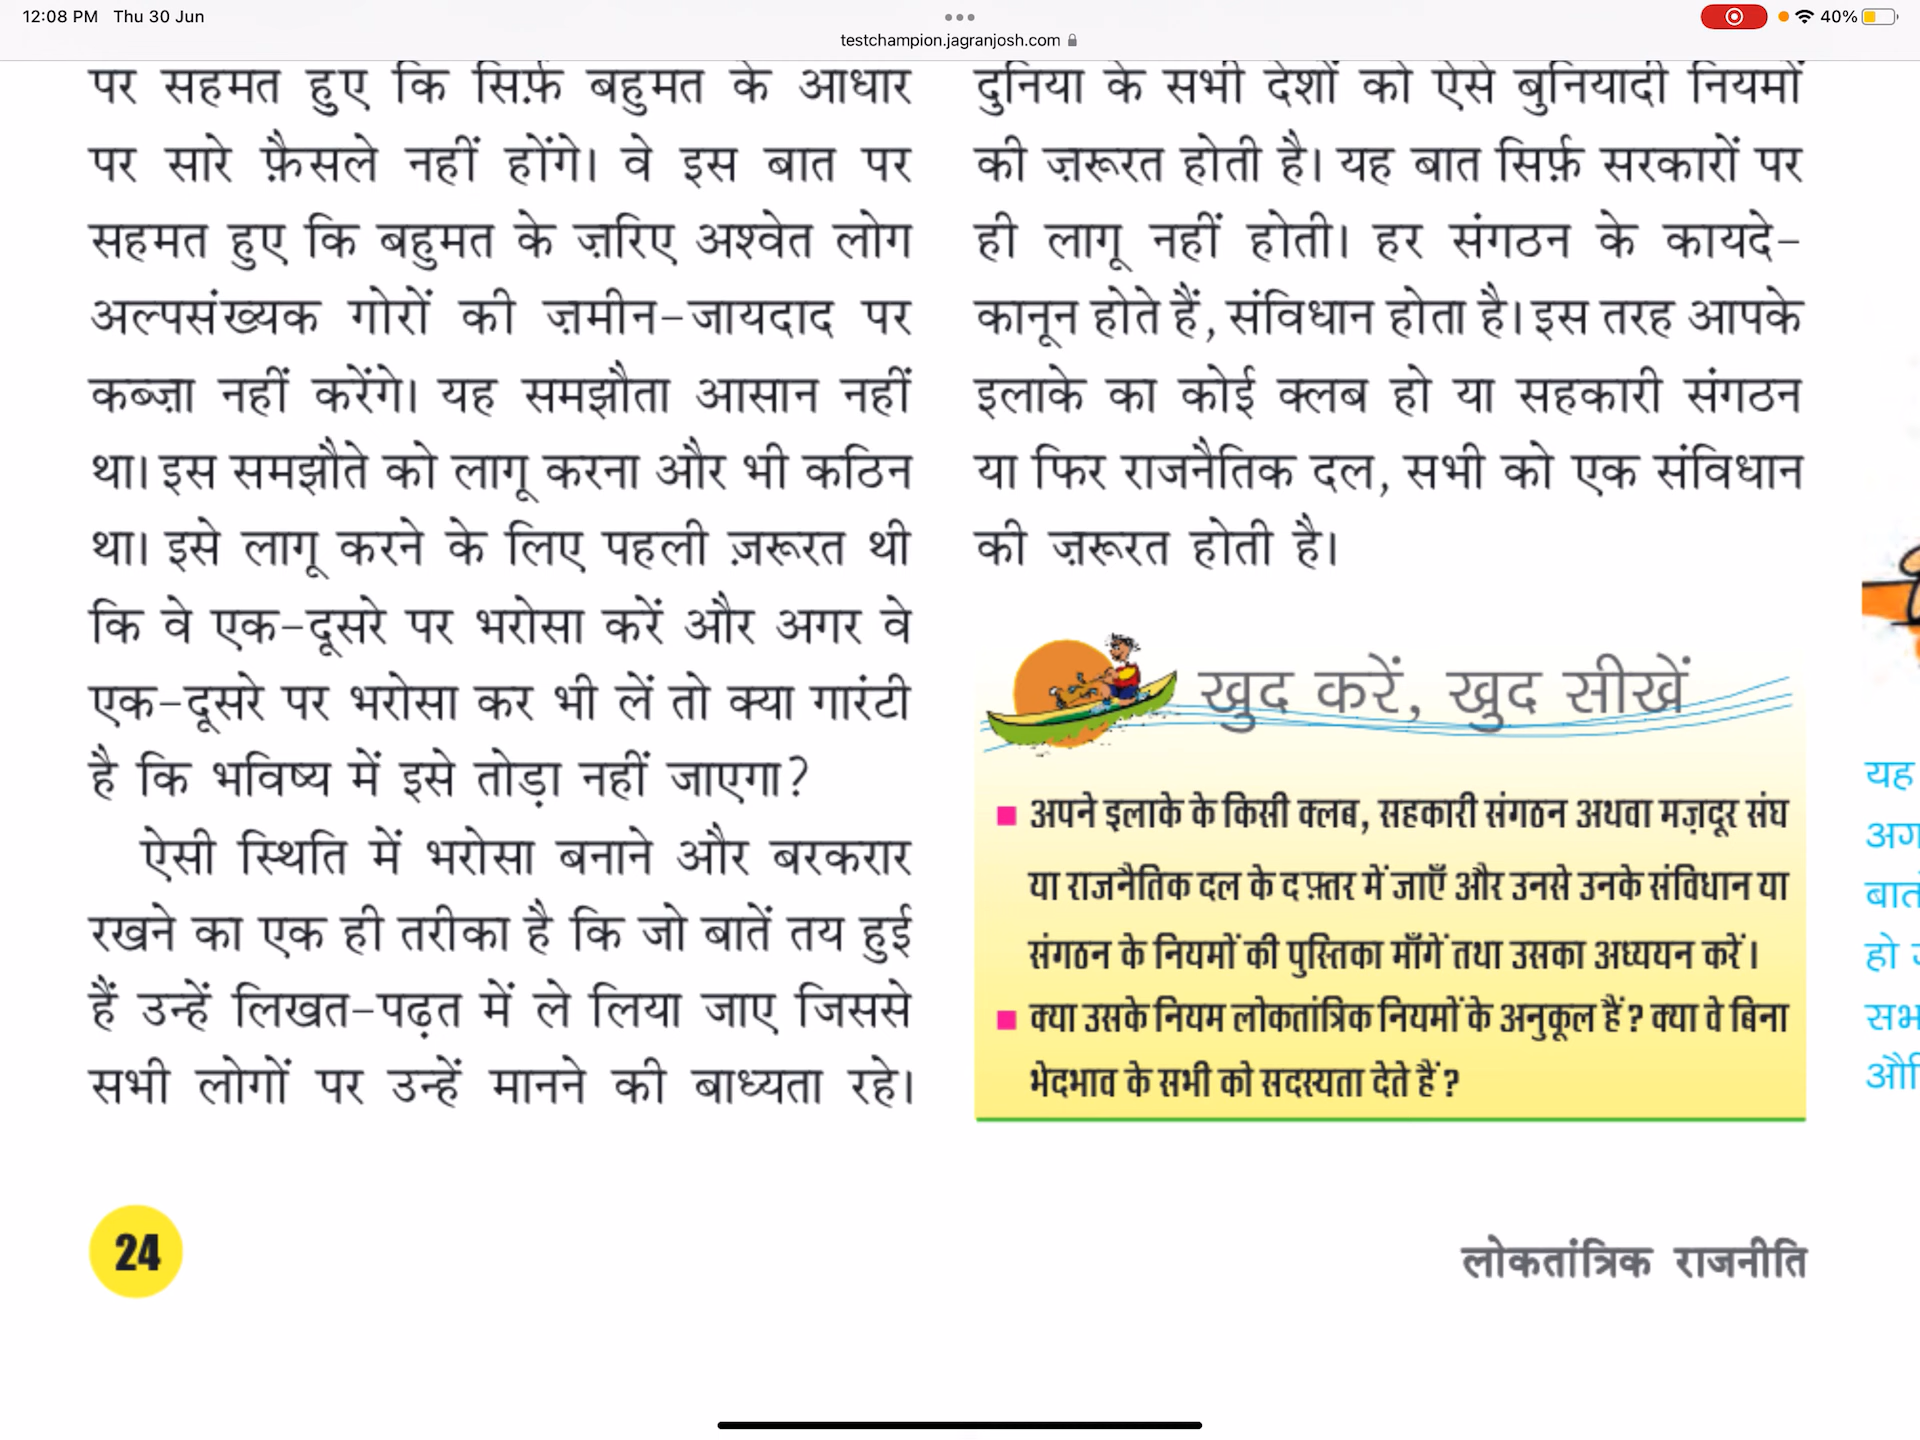 12:08 PM Thu 30 Jun
testchampion.jagranjosh.com
40%
पर सहमत हुए कि सिर्फ़ बहुमत के आधार
पर सारे फ़ैसले नहीं होंगे। वे इस बात पर
सहमत हुए कि बहुमत के ज़रिए अश्वेत लोग
अल्पसंख्यक गोरों की ज़मीन-जायदाद पर
कब्ज़ा नहीं करेंगे। यह समझौता आसान नहीं
था। इस समझौते को लागू करना और भी कठिन
था। इसे लागू करने के लिए पहली ज़रूरत थी
कि वे एक-दूसरे पर भरोसा करें और अगर वे
एक-दूसरे पर भरोसा कर भी लें तो क्या गारंटी
है कि भविष्य में इसे तोड़ा नहीं जाएगा?
ऐसी स्थिति में भरोसा बनाने और बरकरार
रखने का एक ही तरीका है कि जो बातें तय हुई
हैं उन्हें लिखत-पढ़त में ले लिया जाए जिससे
सभी लोगों पर उन्हें मानने की बाध्यता रहे।
दुनिया के सभी देशों को ऐसे बुनियादी नियमों
की ज़रूरत होती है। यह बात सिर्फ़ सरकारों पर
ही लागू नहीं होती। हर संगठन के कायदे-
कानून होते हैं, संविधान होता है। इस तरह आपके
इलाके का कोई क्लब हो या सहकारी संगठन
या फिर राजनैतिक दल, सभी को एक संविधान
की ज़रूरत होती है।
खुद करें, खुद सीखें
अपने इलाके के किसी क्लब, सहकारी संगठन अथवा मज़दूर संघ
या राजनैतिक दल के दफ़्तर में जाएँ और उनसे उनके संविधान या
संगठन के नियमों की पुस्तिका माँगें तथा उसका अध्ययन करें।
क्या उसके नियम लोकतांत्रिक नियमों के अनुकूल हैं? क्या वे बिना
भेदभाव के सभी को सदस्यता देते हैं?
यह
हो
24
लोकतांत्रिक राजनीति